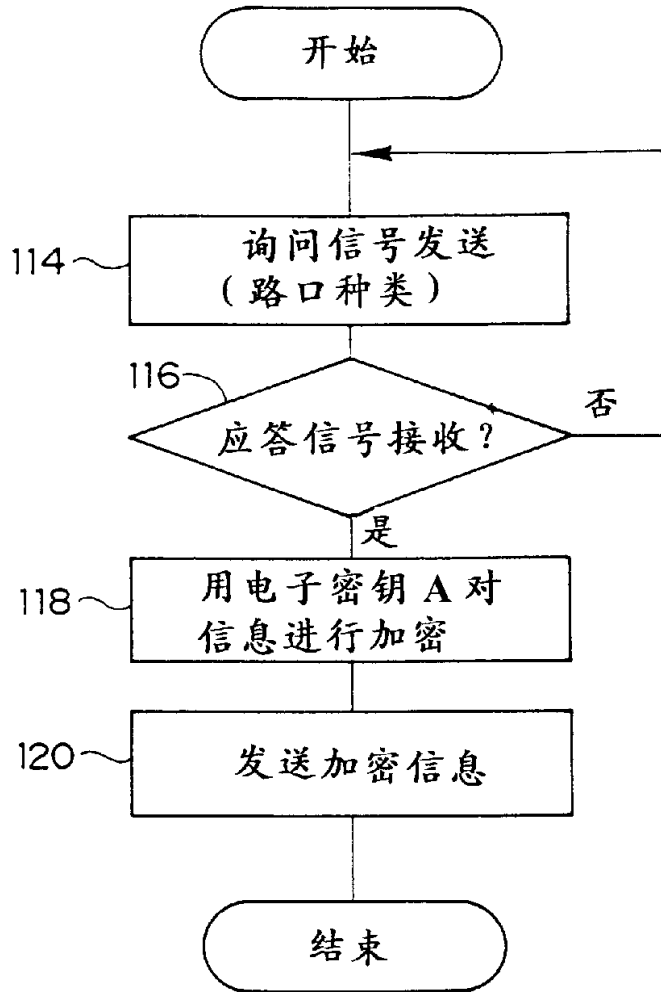 开始
114
询问信号发送
（路口种类）
116
应答信号接收？
否
是
118
用电子密钥 A 对
信息进行加密
120
发送加密信息
结束